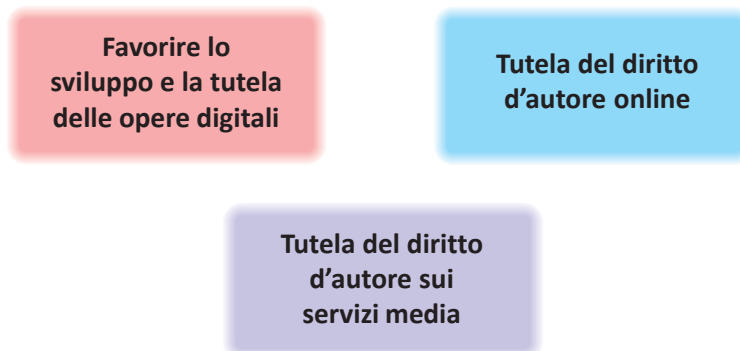 Favorire lo
sviluppo e la tutela
delle opere digitali
Tutela del diritto
d’autore online
Tutela del diritto
d’autore sui
servizi media